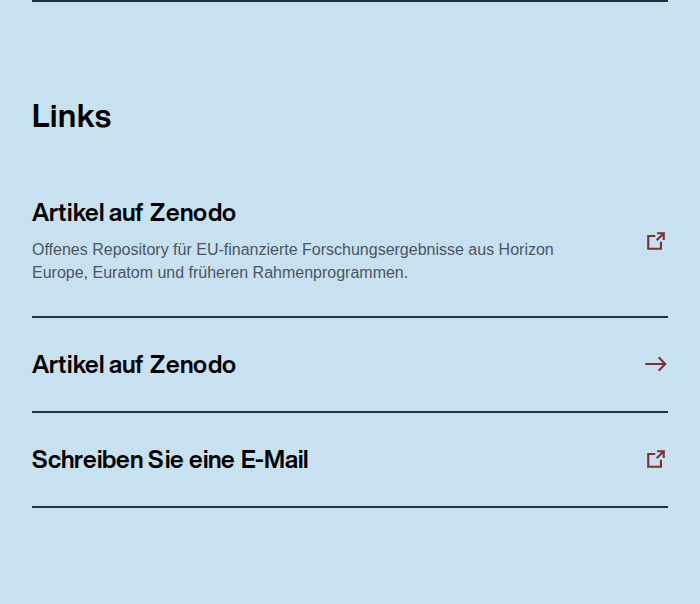 Links
Artikel auf Zenodo
Offenes Repository für EU-finanzierte Forschungsergebnisse aus Horizon
Europe, Euratom und früheren Rahmenprogrammen.
Artikel auf Zenodo
Schreiben Sie eine E-Mail